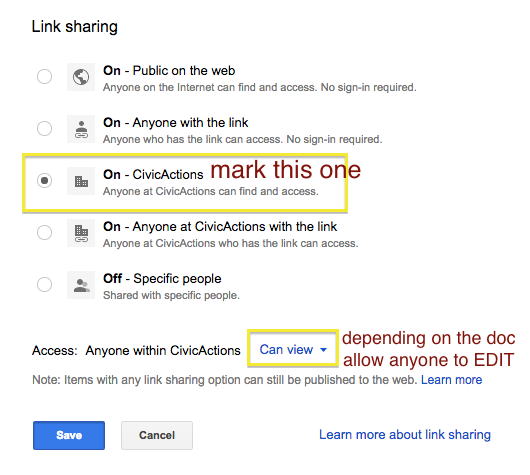 Link sharing
On - Public on the web
Anyone on the Internet can find and access. No sign-in required.
On - Anyone with the link
Anyone who has the link can access. No sign-in required.
On - CivicActions mark this one
Anyone at CivicActions can find and access.
On - Anyone at CivicActions with the link
Anyone at CivicActions who has the link can access.
Off - Specific people
Shared with specific people.
depending on the doc
Access: Anyone within CivicActions Can view
allow anyone to EDIT
Note: Items with any link sharing option can still be published to the web. Learn more
Save Cancel Learn more about link sharing